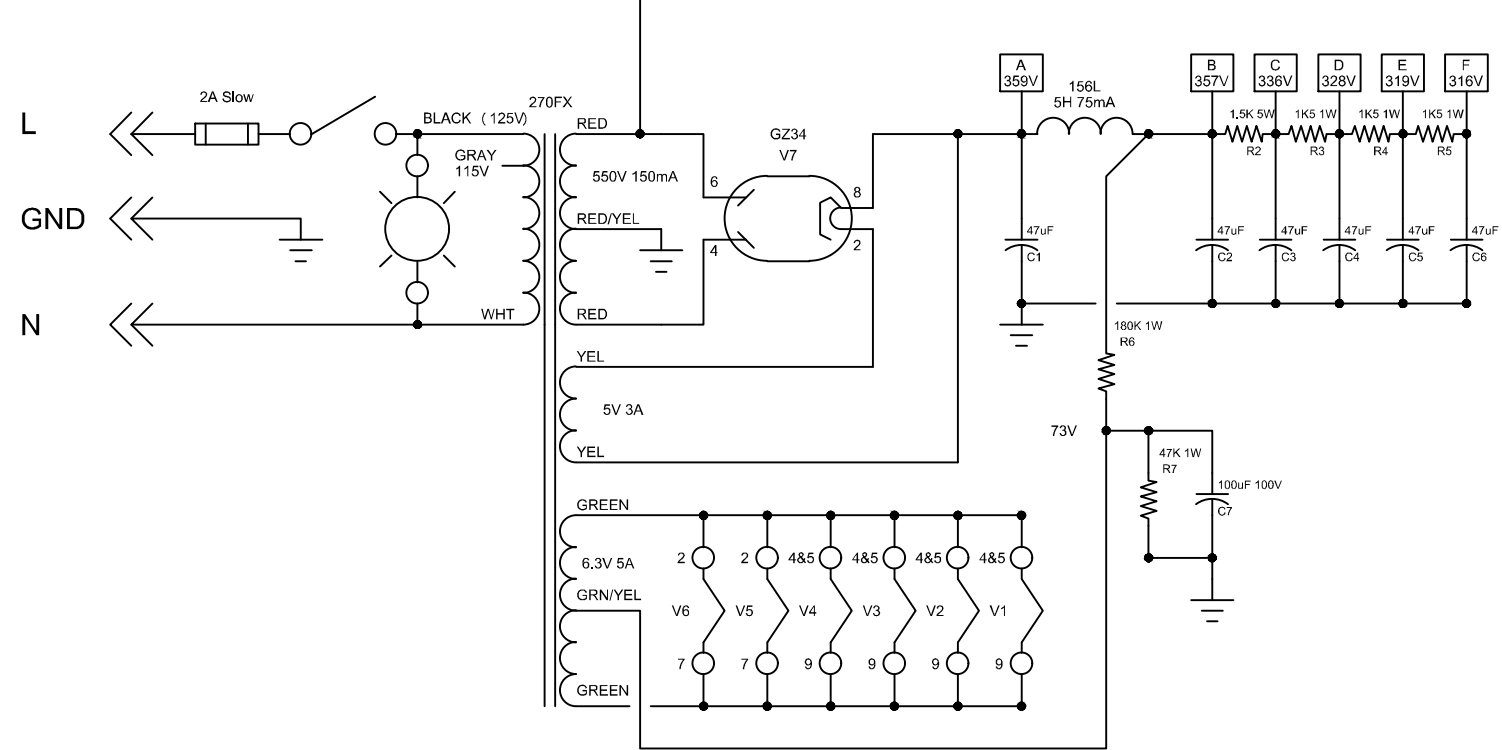 L
GND
N
2A Slow
BLACK (125V)
GRAY
115V
WHT
270FX
RED
550V 150mA
RED/YEL
RED
YEL
5V 3A
YEL
GREEN
6.3V 5A
GRN/YEL
GREEN
GZ34
V7
6
4
8
2
A
359V
156L
5H 75mA
B
357V
C
336V
D
328V
E
319V
F
316V
1.5K 5W
R2
1K5 1W
R3
1K5 1W
R4
1K5 1W
R5
47uF
C1
47uF
C2
47uF
C3
47uF
C4
47uF
C5
47uF
C6
180K 1W
R6
73V
47K 1W
R7
100uF 100V
C7
2
2
4&5
4&5
4&5
4&5
V6
V5
V4
V3
V2
V1
7
7
9
9
9
9